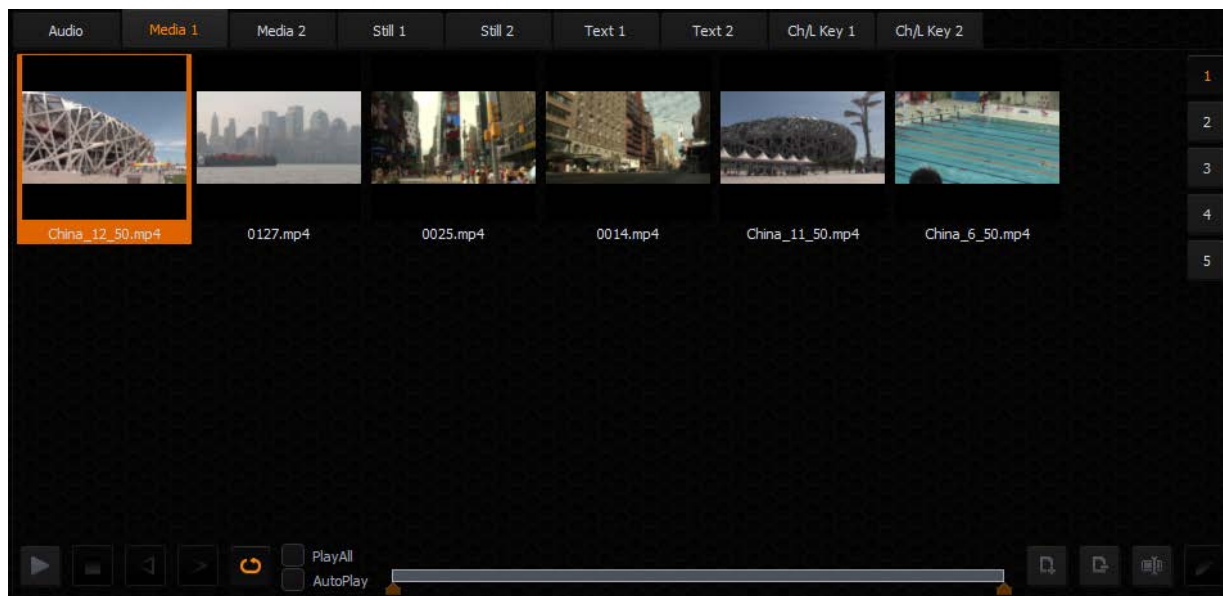 Audio Media 1 Media 2 Still 1 Still 2 Text 1 Text 2 Ch/L Key 1 Ch/L Key 2
1
2
3
4
5
China_12_50.mp4 0127.mp4 0025.mp4 0014.mp4 China_11_50.mp4 China_6_50.mp4
PlayAll
AutoPlay